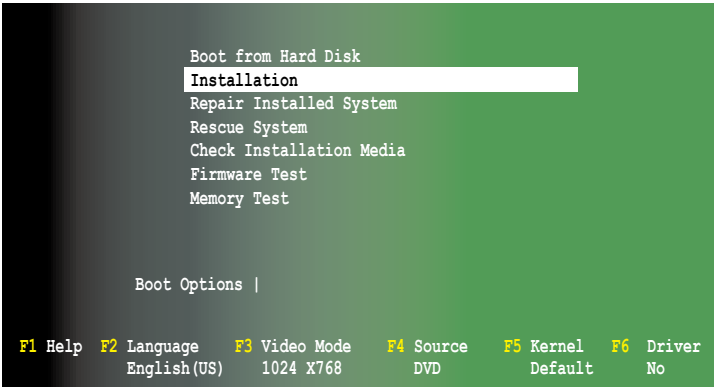 Boot from Hard Disk
Installation
Repair Installed System
Rescue System
Check Installation Media
Firmware Test
Memory Test
Boot Options |
F1 Help F2 Language F3 Video Mode F4 Source F5 Kernel F6 Driver
English(US) 1024 X768 DVD Default No